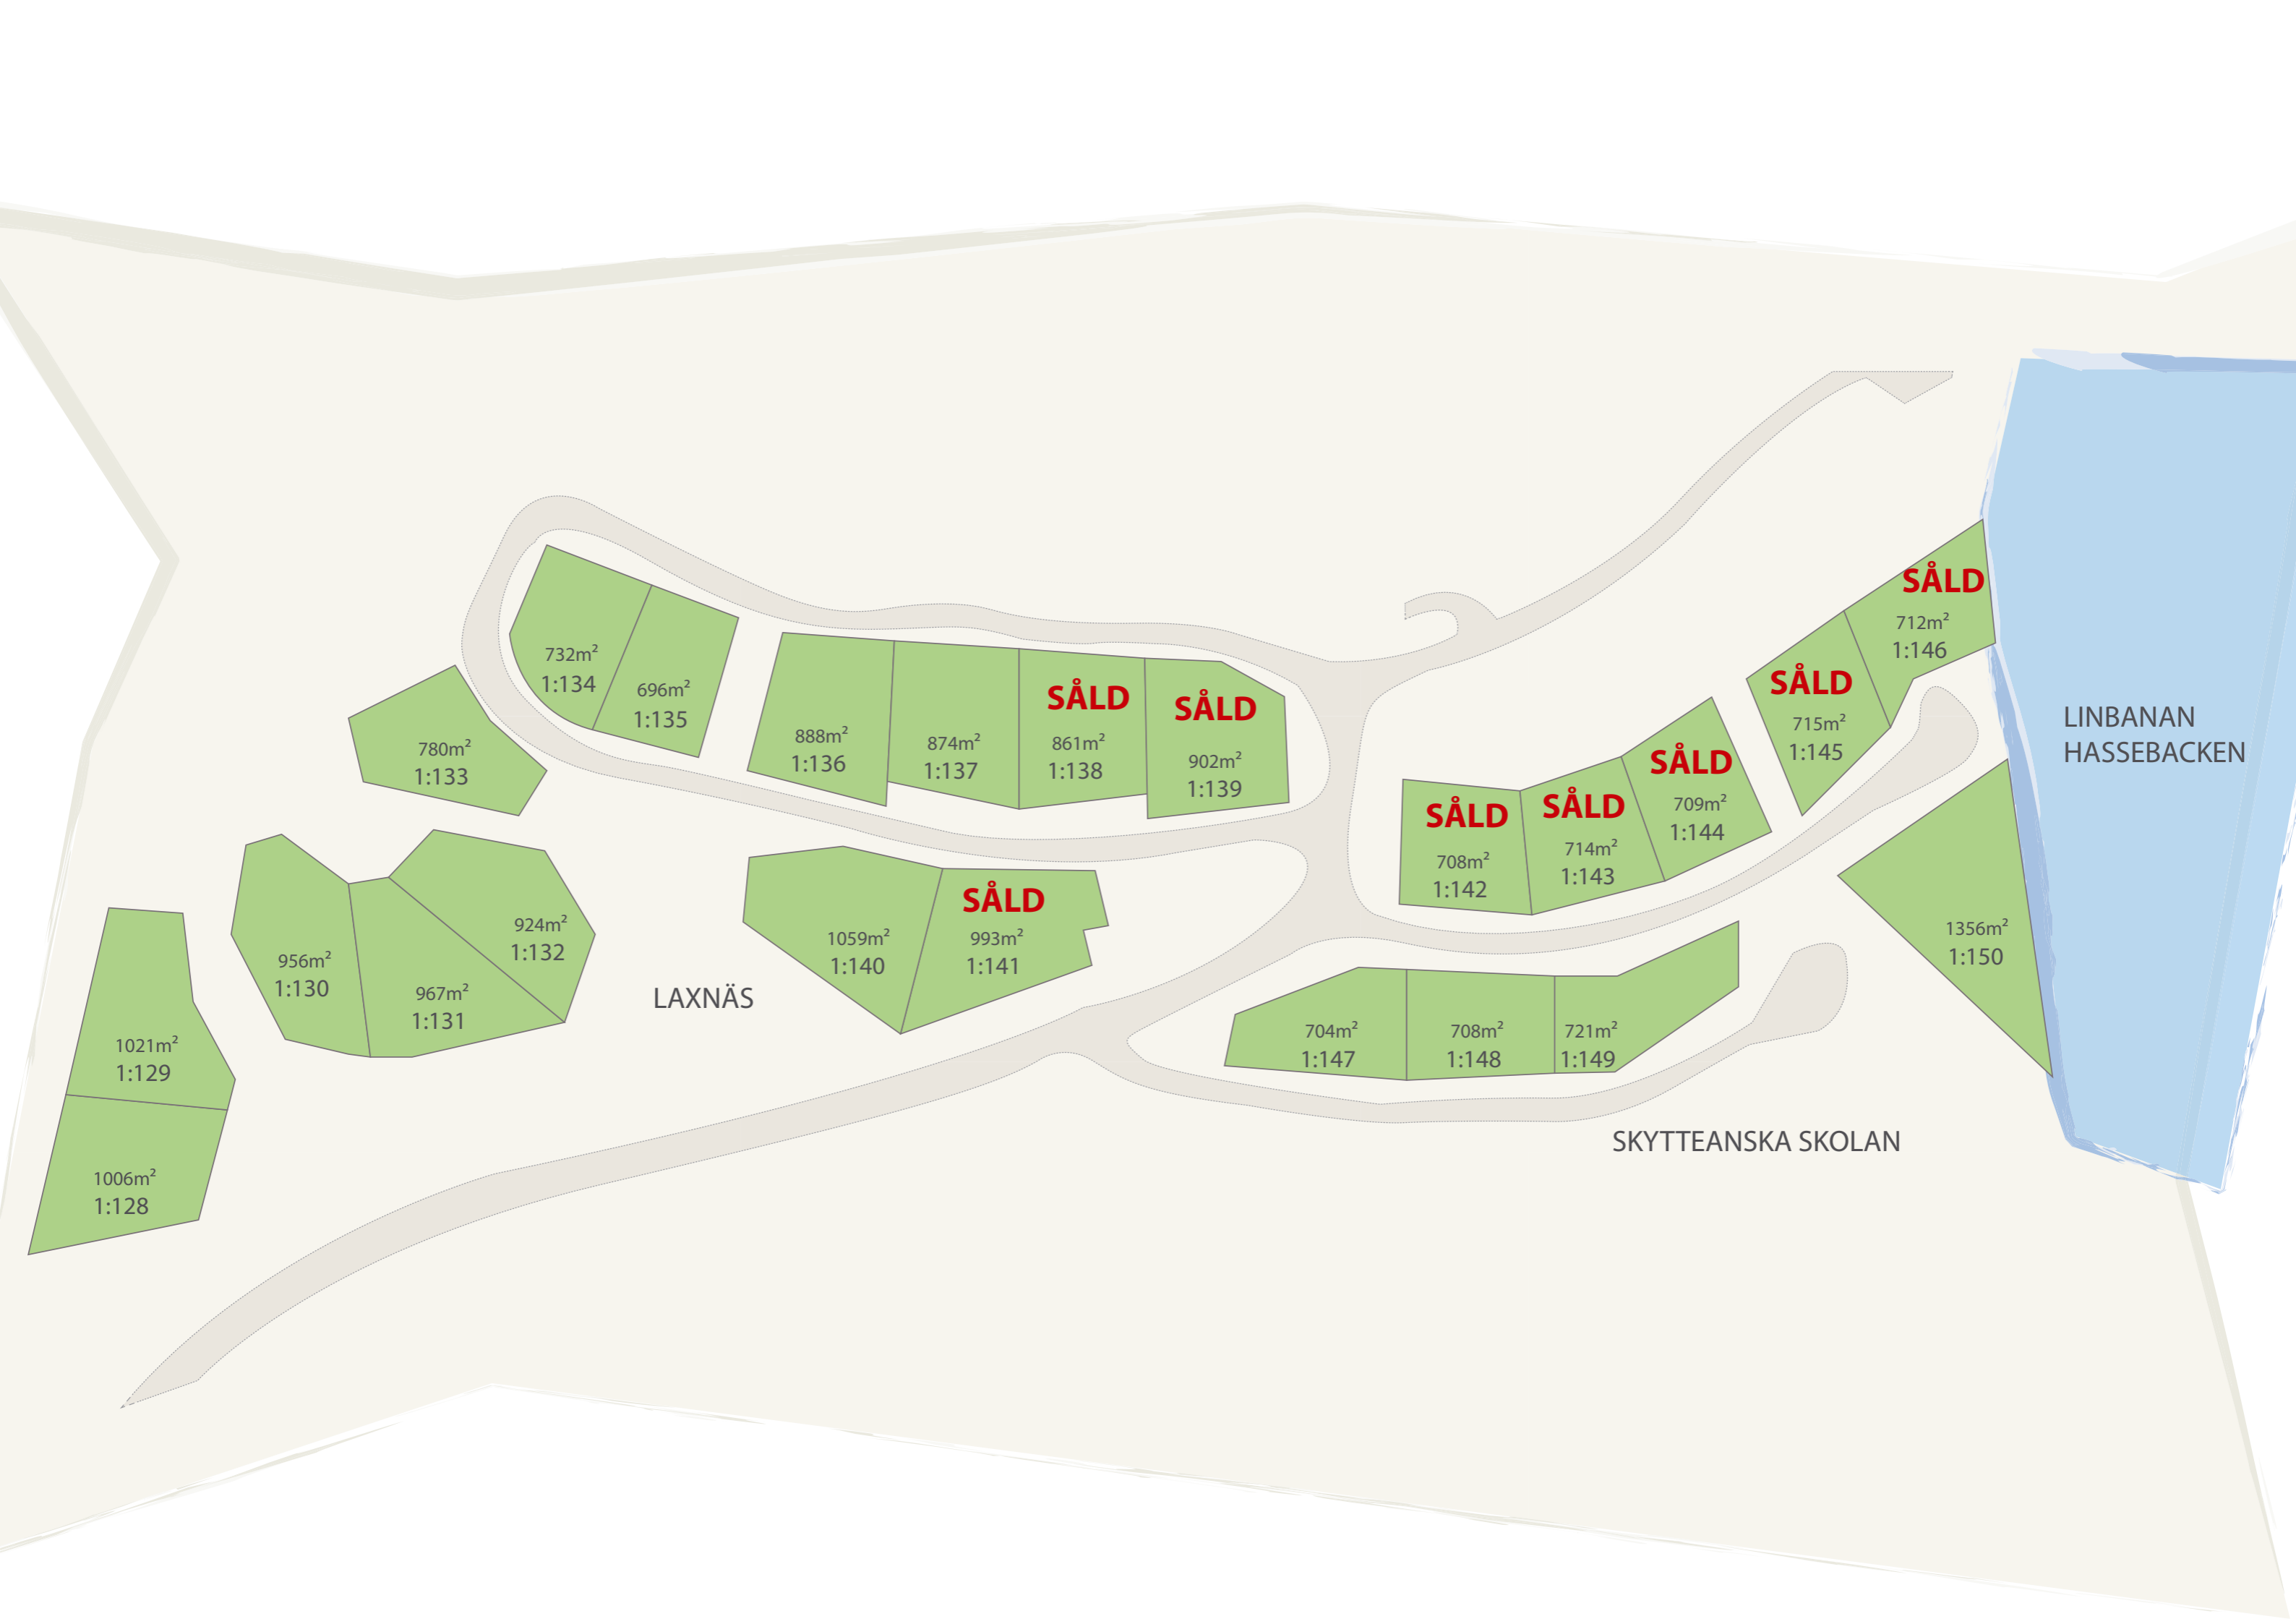 SÅLD
712m²
1:146
732m²
1:134
696m²
1:135
SÅLD
715m²
1:145
LINBANAN
HASSEBACKEN
780m²
1:133
888m²
1:136
874m²
1:137
SÅLD
861m²
1:138
SÅLD
902m²
1:139
SÅLD
708m²
1:142
SÅLD
714m²
1:143
SÅLD
709m²
1:144
956m²
1:130
967m²
1:131
924m²
1:132
LAXNÄS
1059m²
1:140
SÅLD
993m²
1:141
1356m²
1:150
1021m²
1:129
704m²
1:147
708m²
1:148
721m²
1:149
1006m²
1:128
SKYTTEANSKA SKOLAN